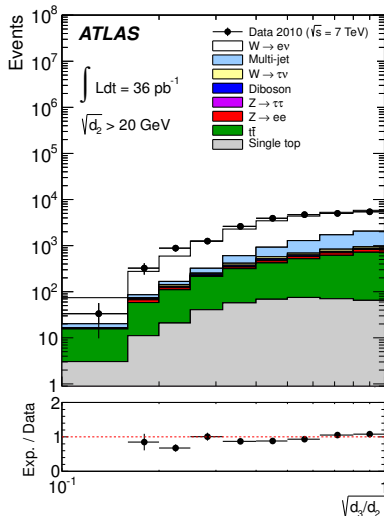 Events
ATLAS
∫ Ldt = 36 pb⁻¹
√d₂ > 20 GeV
Data 2010 (√s = 7 TeV)
W → eν
Multi-jet
W → τν
Diboson
Z → ττ
Z → ee
tt̄
Single top
10⁸
10⁷
10⁶
10⁵
10⁴
10³
10²
10
1
Exp. / Data
2
1
0
10⁻¹
1
√d₃/d₂